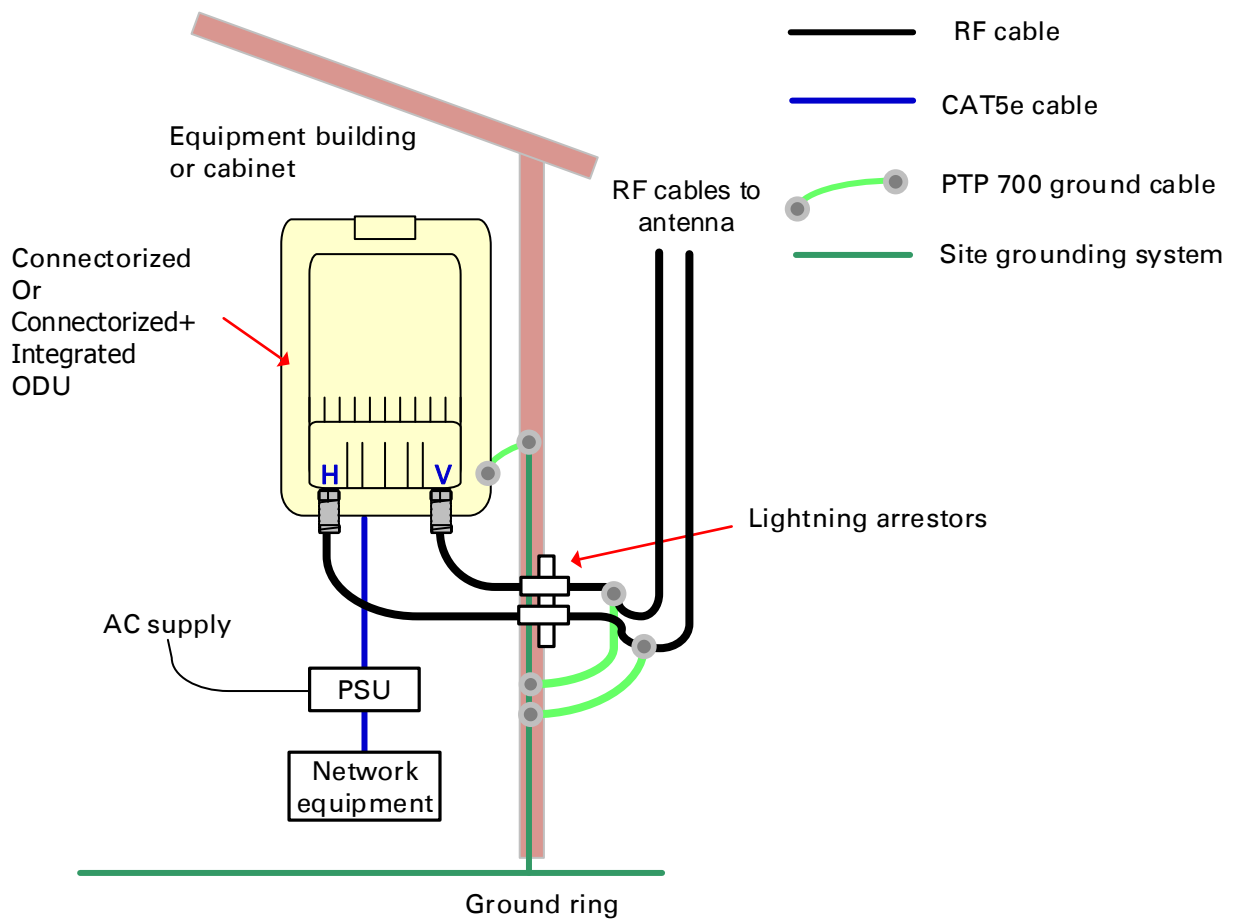 RF cable
CAT5e cable
PTP 700 ground cable
Site grounding system
Equipment building
or cabinet
RF cables to
antenna
Connectorized
Or
Connectorized+
Integrated
ODU
H
V
Lightning arrestors
AC supply
PSU
Network
equipment
Ground ring